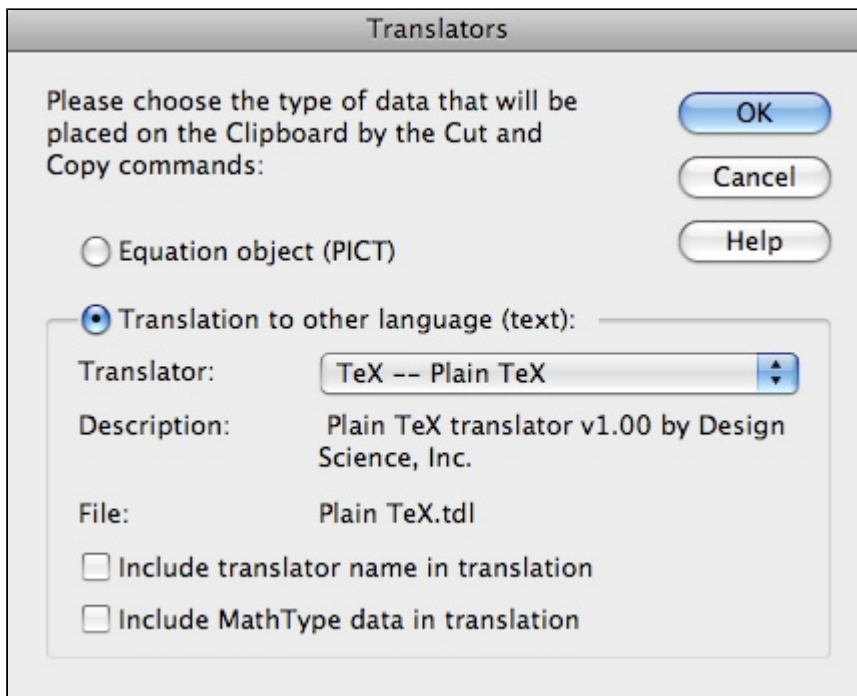 Translators
Please choose the type of data that will be
placed on the Clipboard by the Cut and
Copy commands:
OK
Cancel
Help
Equation object (PICT)
Translation to other language (text):
Translator: TeX -- Plain TeX
Description: Plain TeX translator v1.00 by Design
Science, Inc.
File: Plain TeX.tdl
Include translator name in translation
Include MathType data in translation